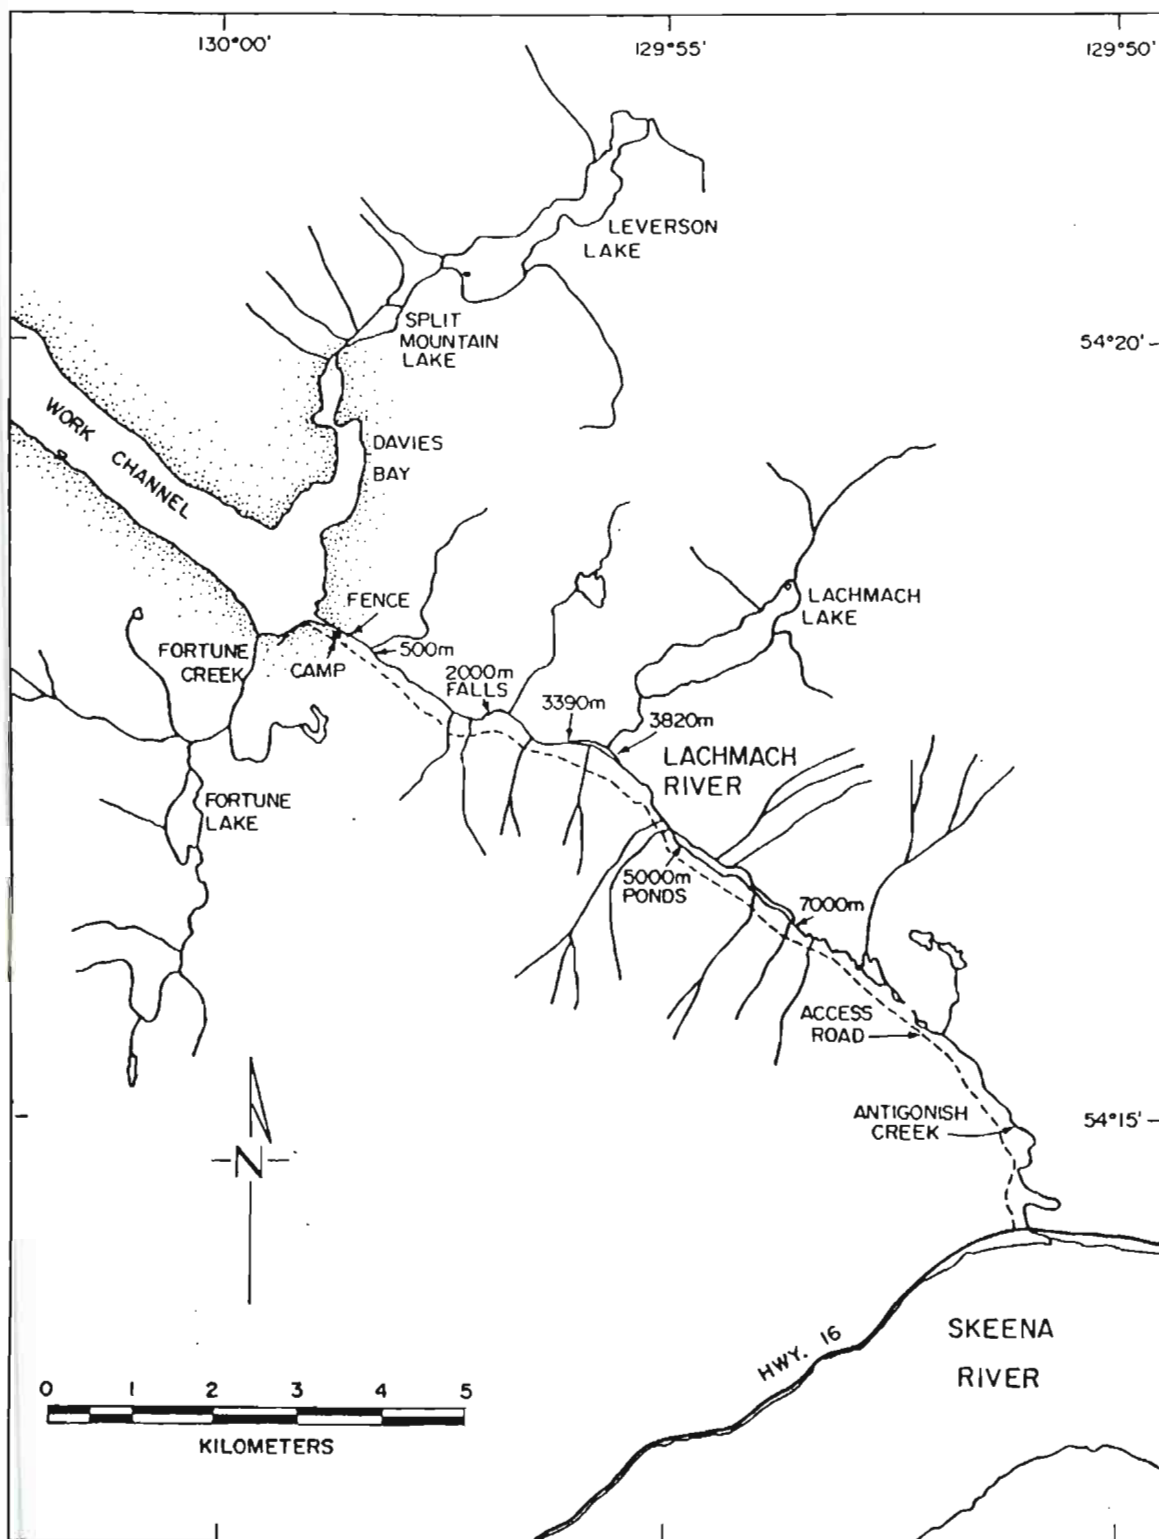 130°00'
129°55'
129°50'
LEVERSON
LAKE
SPLIT
MOUNTAIN
LAKE
54°20'
WORK CHANNEL
DAVIES
BAY
LACHMACH
LAKE
FENCE
FORTUNE
CREEK
CAMP
500m
2000m
FALLS
3390m
3820m
LACHMACH
RIVER
FORTUNE
LAKE
5000m
PONDS
7000m
ACCESS
ROAD
ANTIGONISH
CREEK
54°15'
N
SKEENA
RIVER
HWY. 16
0 1 2 3 4 5
KILOMETERS